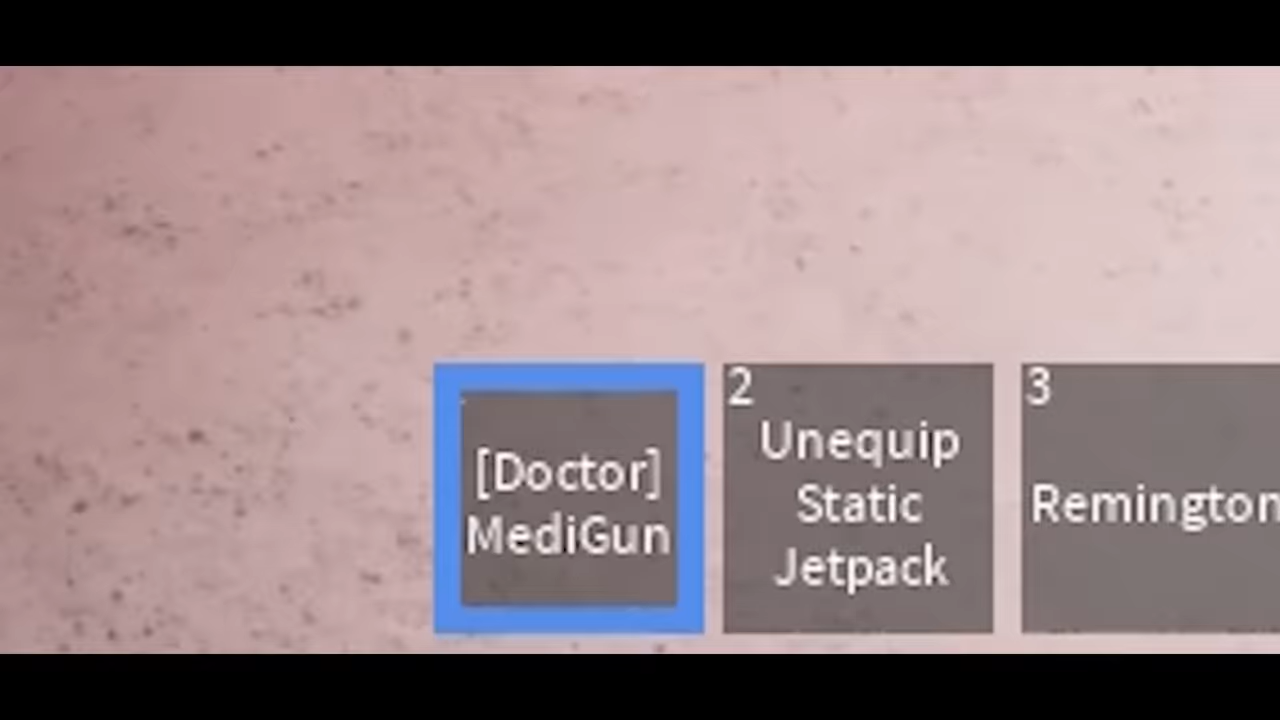 [Doctor]
MediGun
2
Unequip
Static
Jetpack
3
Remington